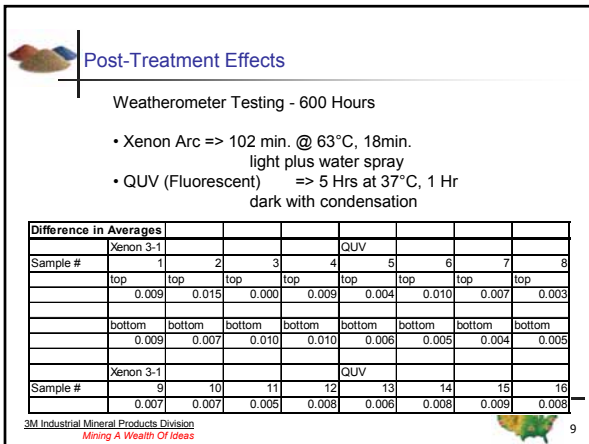 Post-Treatment Effects
Weatherometer Testing - 600 Hours
• Xenon Arc => 102 min. @ 63°C, 18min.
light plus water spray
• QUV (Fluorescent) => 5 Hrs at 37°C, 1 Hr
dark with condensation
Difference in Averages
Xenon 3-1 QUV
Sample # 1 2 3 4 5 6 7 8
top top top top top top top top
0.009 0.015 0.000 0.009 0.004 0.010 0.007 0.003
bottom bottom bottom bottom bottom bottom bottom bottom
0.009 0.007 0.010 0.010 0.006 0.005 0.004 0.005
Xenon 3-1 QUV
Sample # 9 10 11 12 13 14 15 16
0.007 0.007 0.005 0.008 0.006 0.008 0.009 0.008
3M Industrial Mineral Products Division
Mining A Wealth Of Ideas
9